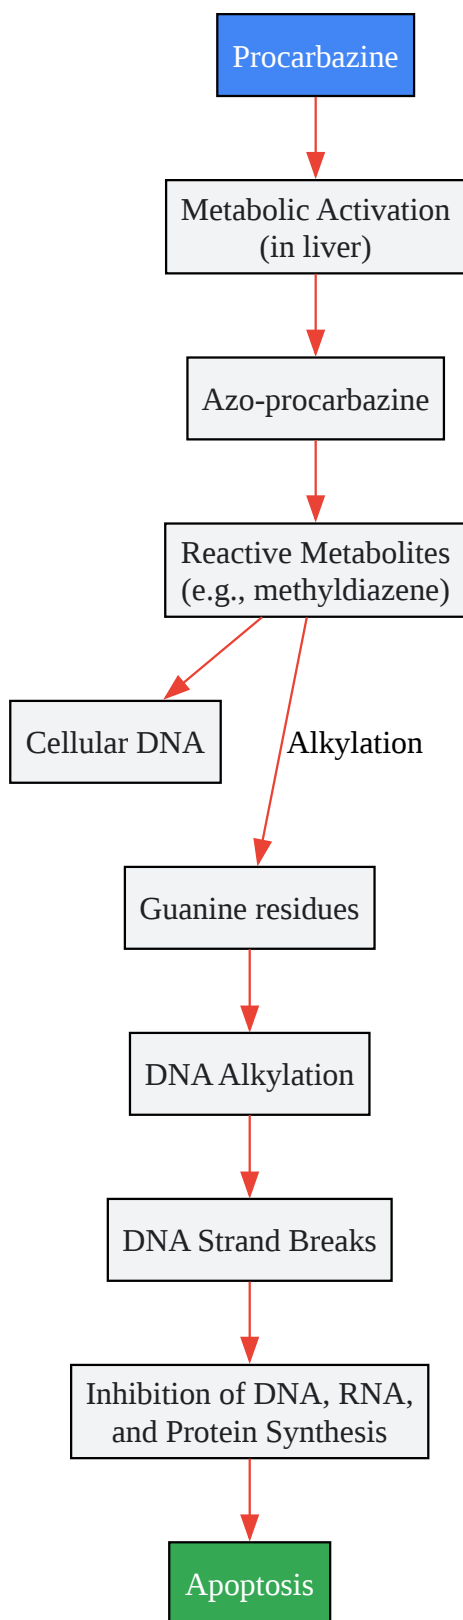 Procarbazine
Metabolic Activation
(in liver)
Azo-procarbazine
Reactive Metabolites
(e.g., methyldiazene)
Cellular DNA
Alkylation
Guanine residues
DNA Alkylation
DNA Strand Breaks
Inhibition of DNA, RNA,
and Protein Synthesis
Apoptosis